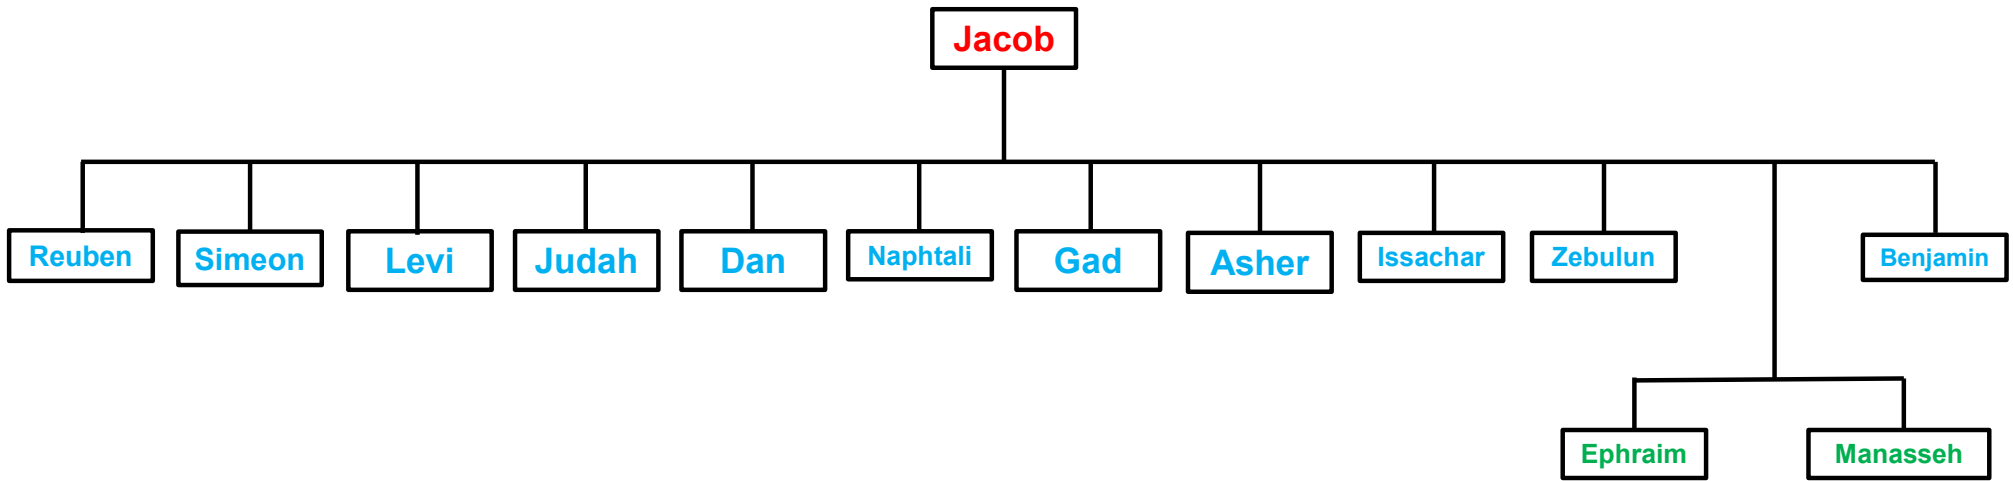 Jacob
Reuben
Simeon
Levi
Judah
Dan
Naphtali
Gad
Asher
Issachar
Zebulun
Benjamin
Ephraim
Manasseh